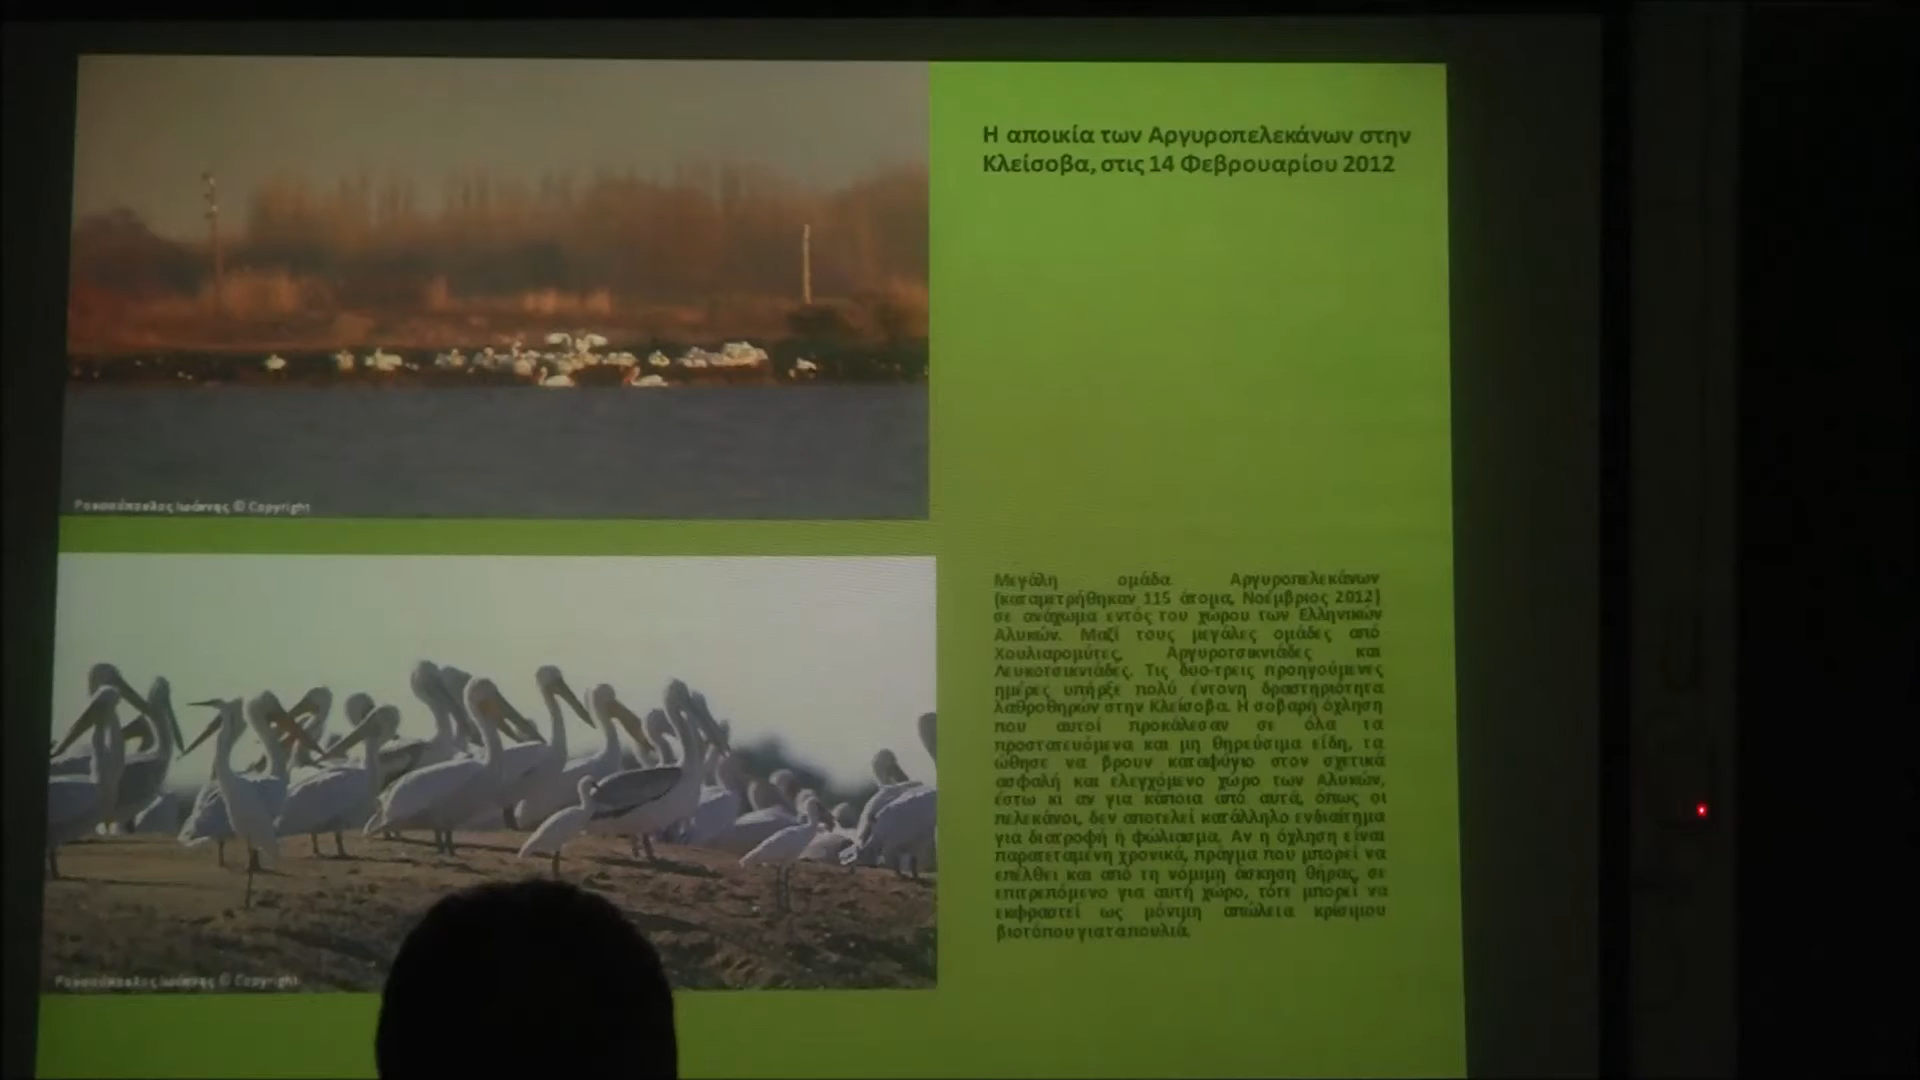 Η αποικία των Αργυροπελεκάνων στην
Κλείσοβα, στις 14 Φεβρουαρίου 2012
Ιωάννης © Copyright
Μεγάλη ομάδα Αργυροπελεκάνων
(καταμετρήθηκαν 115 άτομα, Νοέμβριος 2012)
σε ανάχωμα εντός του χώρου των Ελληνικών
Αλυκών. Μαζί τους μεγάλες ομάδες από
Χουλιαρομύτες, Αργυροτσικνιάδες και
Λευκοτσικνιάδες. Τις δυο-τρεις προηγούμενες
ημέρες υπήρξε πολύ έντονη δραστηριότητα
λαθροθηρών στην Κλείσοβα. Η σοβαρή όχληση
που αυτοί προκάλεσαν σε όλα τα
προστατευόμενα και μη θηρεύσιμα είδη, τα
ώθησε να βρουν καταφύγιο στον σχετικά
ασφαλή και ελεγχόμενο χώρο των Αλυκών,
έστω κι αν για κάποια από αυτά, όπως οι
πελεκάνοι, δεν αποτελεί κατάλληλο ενδιαίτημα
για διατροφή ή φώλιασμα. Αν η όχληση είναι
παρατεταμένη χρονικά, πράγμα που μπορεί να
επέλθει και από τη νόμιμη άσκηση θήρας, σε
επιτρεπόμενο για αυτή χώρο, τότε μπορεί να
εκφραστεί ως μόνιμη απώλεια κρίσιμου
βιοτόπου για τα πουλιά.
Ιωάννης © Copyright